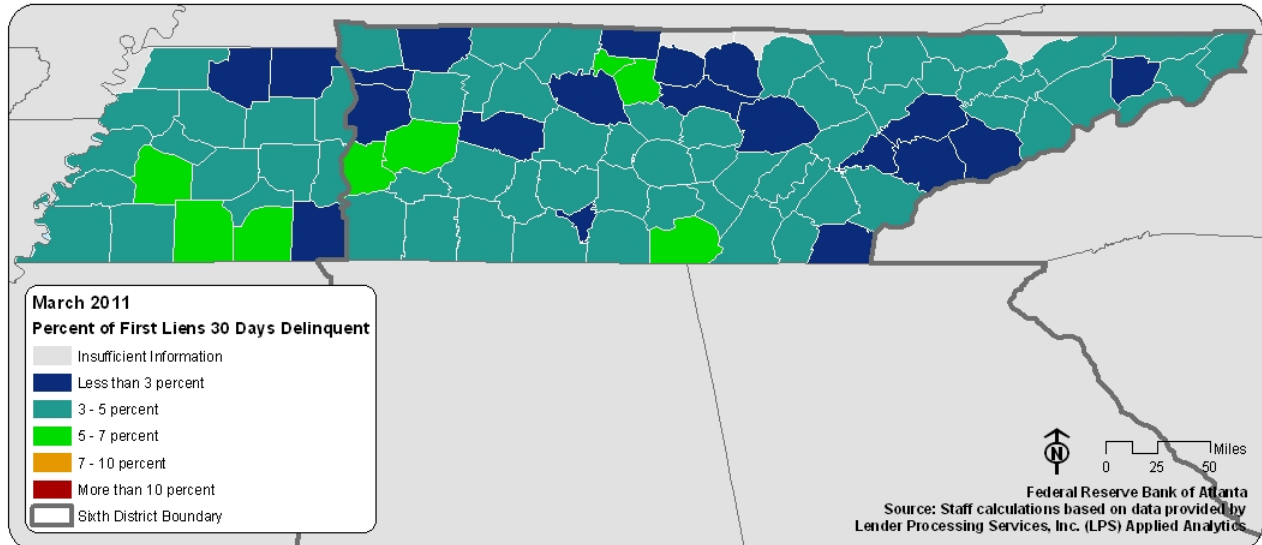 March 2011
Percent of First Liens 30 Days Delinquent
Insufficient Information
Less than 3 percent
3 - 5 percent
5 - 7 percent
7 - 10 percent
More than 10 percent
Sixth District Boundary
N
Miles
0 25 50
Federal Reserve Bank of Atlanta
Source: Staff calculations based on data provided by
Lender Processing Services, Inc. (LPS) Applied Analytics